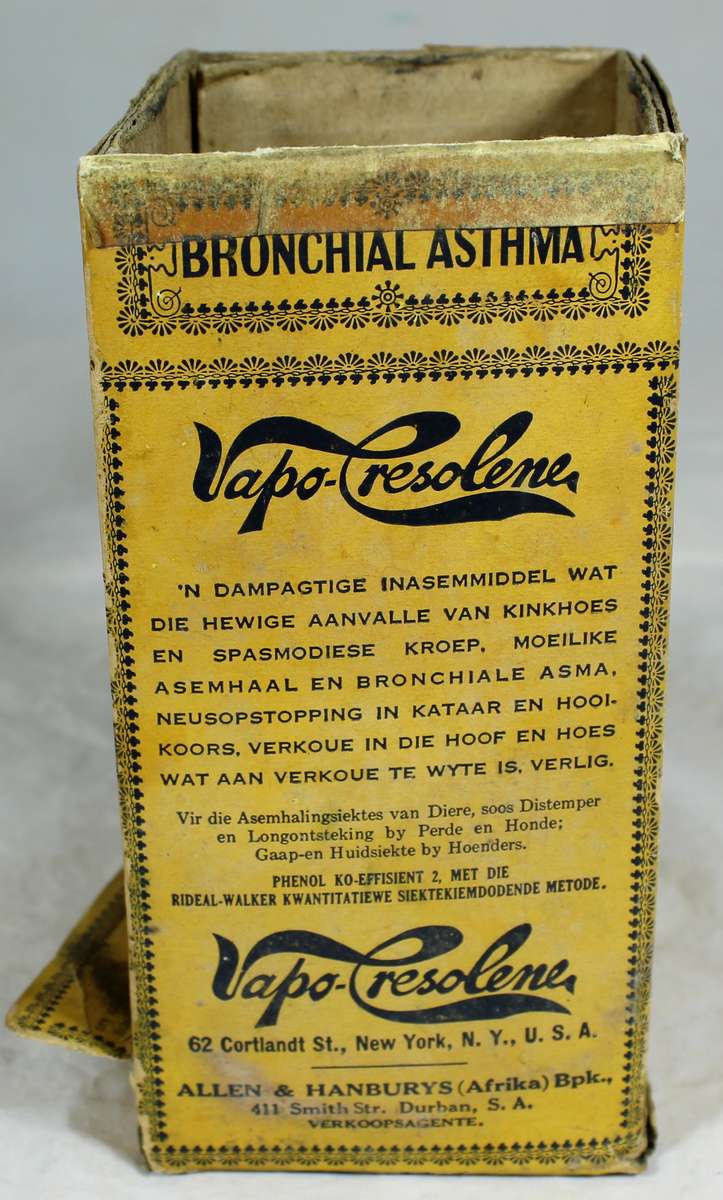 BRONCHIAL ASTHMA
Vapo-Cresolene
'N DAMPAGTIGE INASEMMIDDEL WAT
DIE HEWIGE AANVALLE VAN KINKHOES
EN SPASMODIESE KROEP, MOEILIKE
ASEMHAAL EN BRONCHIALE ASMA,
NEUSOPSTOPPING IN KATAAR EN HOOI-
KOORS, VERKOUE IN DIE HOOF EN HOES
WAT AAN VERKOUE TE WYTE IS, VERLIG.
Vir die Asemhalingsiektes van Diere, soos Distemper
en Longontsteking by Perde en Honde;
Gaap-en Huidsiekte by Hoenders.
PHENOL KO-EFFISIENT 2, MET DIE
RIDEAL-WALKER KWANTITATIEWE SIEKTEKIEMDODENDE METODE.
Vapo-Cresolene
62 Cortlandt St., New York, N. Y., U. S. A.
ALLEN & HANBURYS (Afrika) Bpk.,
411 Smith Str. Durban, S. A.
VERKOOPSAGENTE.